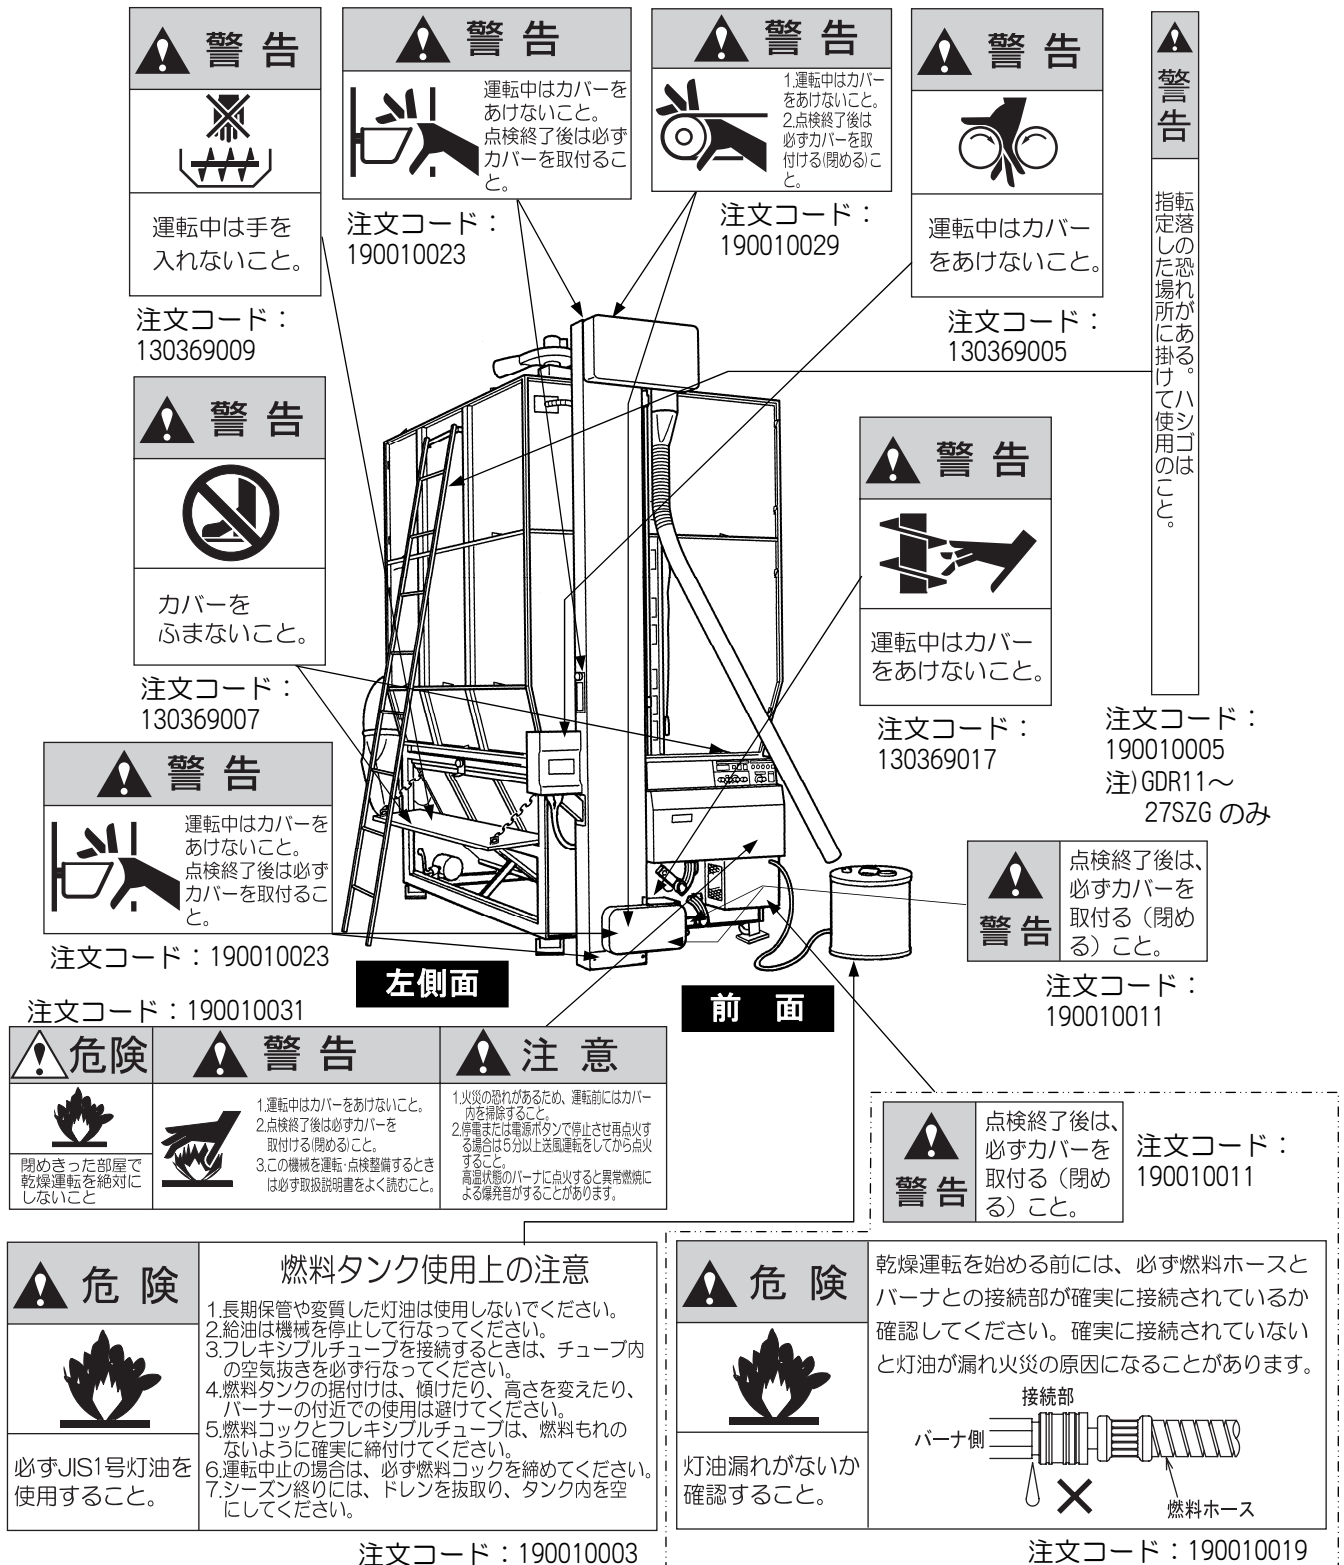 警告
運転中は手を
入れないこと。
注文コード：
130369009
警告
運転中はカバーを
あけないこと。
点検終了後は必ず
カバーを取付るこ
と。
注文コード：
190010023
警告
1.運転中はカバー
をあけないこと。
2.点検終了後は
必ずカバーを取
付ける(閉める)こ
と。
注文コード：
190010029
警告
運転中はカバー
をあけないこと。
注文コード：
130369005
警告
転落の恐れがある。ハシゴは
指定した場所に掛けて使用のこと。
注文コード：
190010005
注)GDR11～
27SZG のみ
警告
カバーを
ふまないこと。
注文コード：
130369007
警告
運転中はカバー
をあけないこと。
注文コード：
130369017
警告
運転中はカバーを
あけないこと。
点検終了後は必ず
カバーを取付るこ
と。
注文コード：190010023
警告
点検終了後は、
必ずカバーを
取付る（閉め
る）こと。
注文コード：
190010011
左側面
前 面
注文コード：190010031
危険
閉めきった部屋で
乾燥運転を絶対に
しないこと
警告
1.運転中はカバーをあけないこと。
2.点検終了後は必ずカバーを
取付ける(閉める)こと。
3.この機械を運転・点検整備するとき
は必ず取扱説明書をよく読むこと。
注意
1.火災の恐れがあるため、運転前にはカバー
内を掃除すること。
2.停電または電源ボタンで停止させ再点火す
る場合は5分以上送風運転をしてから点火
すること。
高温状態のバーナに点火すると異常燃焼に
よる爆発音がすることがあります。
警告
点検終了後は、
必ずカバーを
取付る（閉め
る）こと。
注文コード：
190010011
危険
必ずJIS1号灯油を
使用すること。
燃料タンク使用上の注意
1.長期保管や変質した灯油は使用しないでください。
2.給油は機械を停止して行なってください。
3.フレキシブルチューブを接続するときは、チューブ内
の空気抜きを必ず行なってください。
4.燃料タンクの据付けは、傾けたり、高さを変えたり、
バーナーの付近での使用は避けてください。
5.燃料コックとフレキシブルチューブは、燃料もれの
ないように確実に締付けてください。
6.運転中止の場合は、必ず燃料コックを締めてください。
7.シーズン終りには、ドレンを抜取り、タンク内を空
にしてください。
注文コード：190010003
危険
灯油漏れがないか
確認すること。
乾燥運転を始める前には、必ず燃料ホースと
バーナとの接続部が確実に接続されているか
確認してください。確実に接続されていない
と灯油が漏れ火災の原因になることがあります。
接続部
バーナ側
燃料ホース
注文コード：190010019